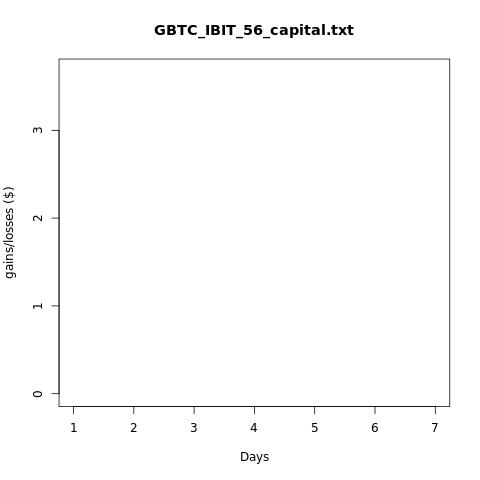 GBTC_IBIT_56_capital.txt
gains/losses ($)
3
2
1
0
1 2 3 4 5 6 7
Days